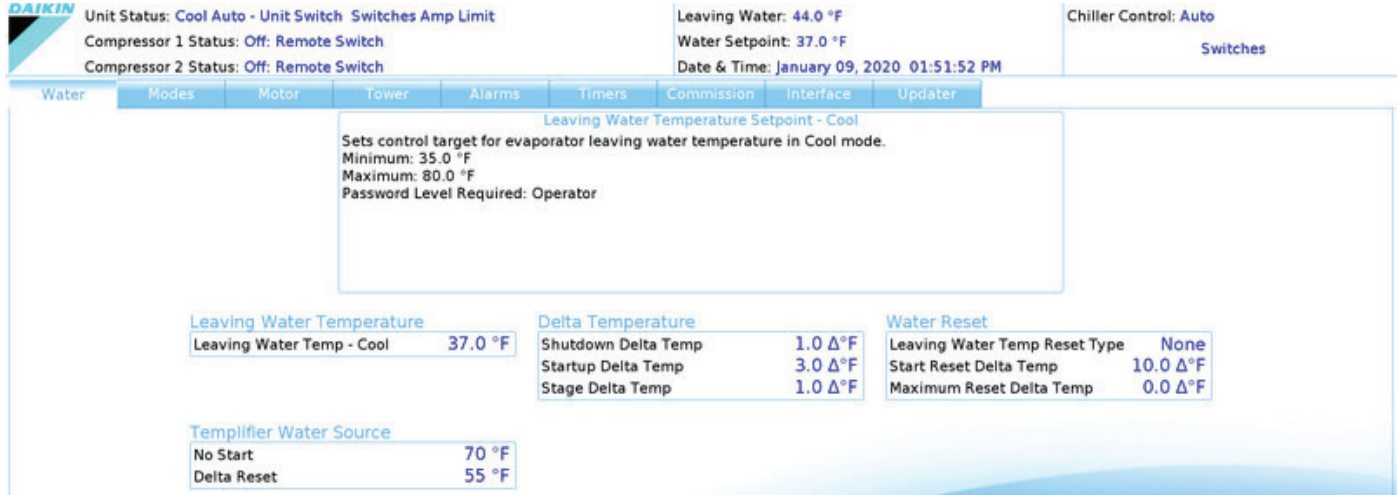 DAIKIN
Unit Status: Cool Auto - Unit Switch Switches Amp Limit
Compressor 1 Status: Off: Remote Switch
Compressor 2 Status: Off: Remote Switch
Leaving Water: 44.0 °F
Water Setpoint: 37.0 °F
Date & Time: January 09, 2020 01:51:52 PM
Chiller Control: Auto
Switches
Water Modes Motor Tower Alarms Timers Commission Interface Updater
Leaving Water Temperature Setpoint - Cool
Sets control target for evaporator leaving water temperature in Cool mode.
Minimum: 35.0 °F
Maximum: 80.0 °F
Password Level Required: Operator
Leaving Water Temperature
Leaving Water Temp - Cool 37.0 °F
Delta Temperature
Shutdown Delta Temp 1.0 Δ°F
Startup Delta Temp 3.0 Δ°F
Stage Delta Temp 1.0 Δ°F
Water Reset
Leaving Water Temp Reset Type None
Start Reset Delta Temp 10.0 Δ°F
Maximum Reset Delta Temp 0.0 Δ°F
Templifier Water Source
No Start 70 °F
Delta Reset 55 °F